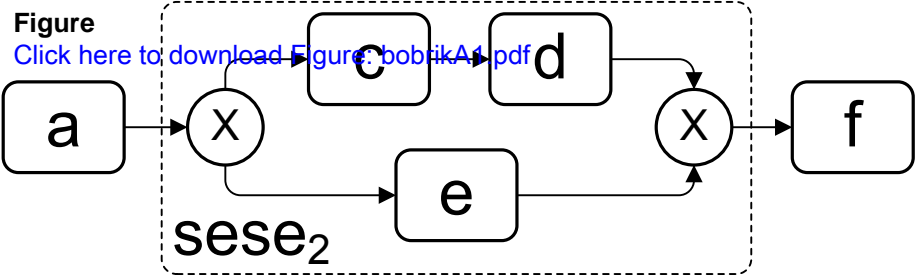 Figure
Click here to download Figure: bobrikA1.pdf
c d
a X X f
e
sese2